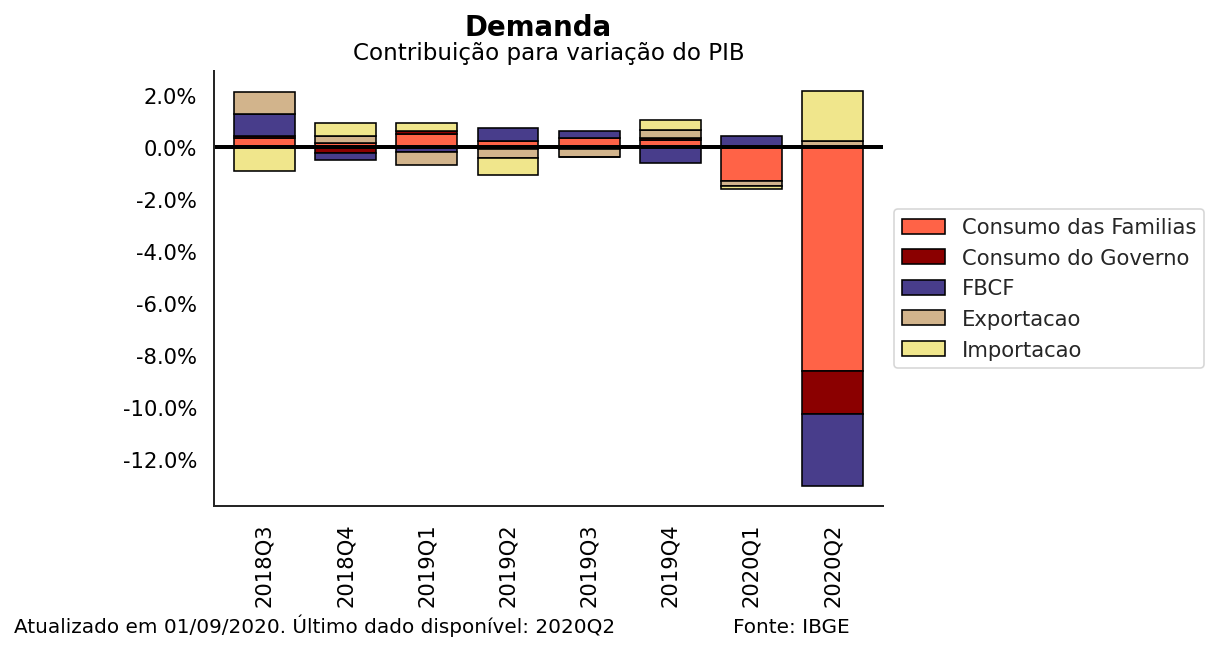 Demanda
Contribuição para variação do PIB
2.0%
0.0%
-2.0%
-4.0%
-6.0%
-8.0%
-10.0%
-12.0%
Consumo das Familias
Consumo do Governo
FBCF
Exportacao
Importacao
2018Q3
2018Q4
2019Q1
2019Q2
2019Q3
2019Q4
2020Q1
2020Q2
Atualizado em 01/09/2020. Último dado disponível: 2020Q2
Fonte: IBGE